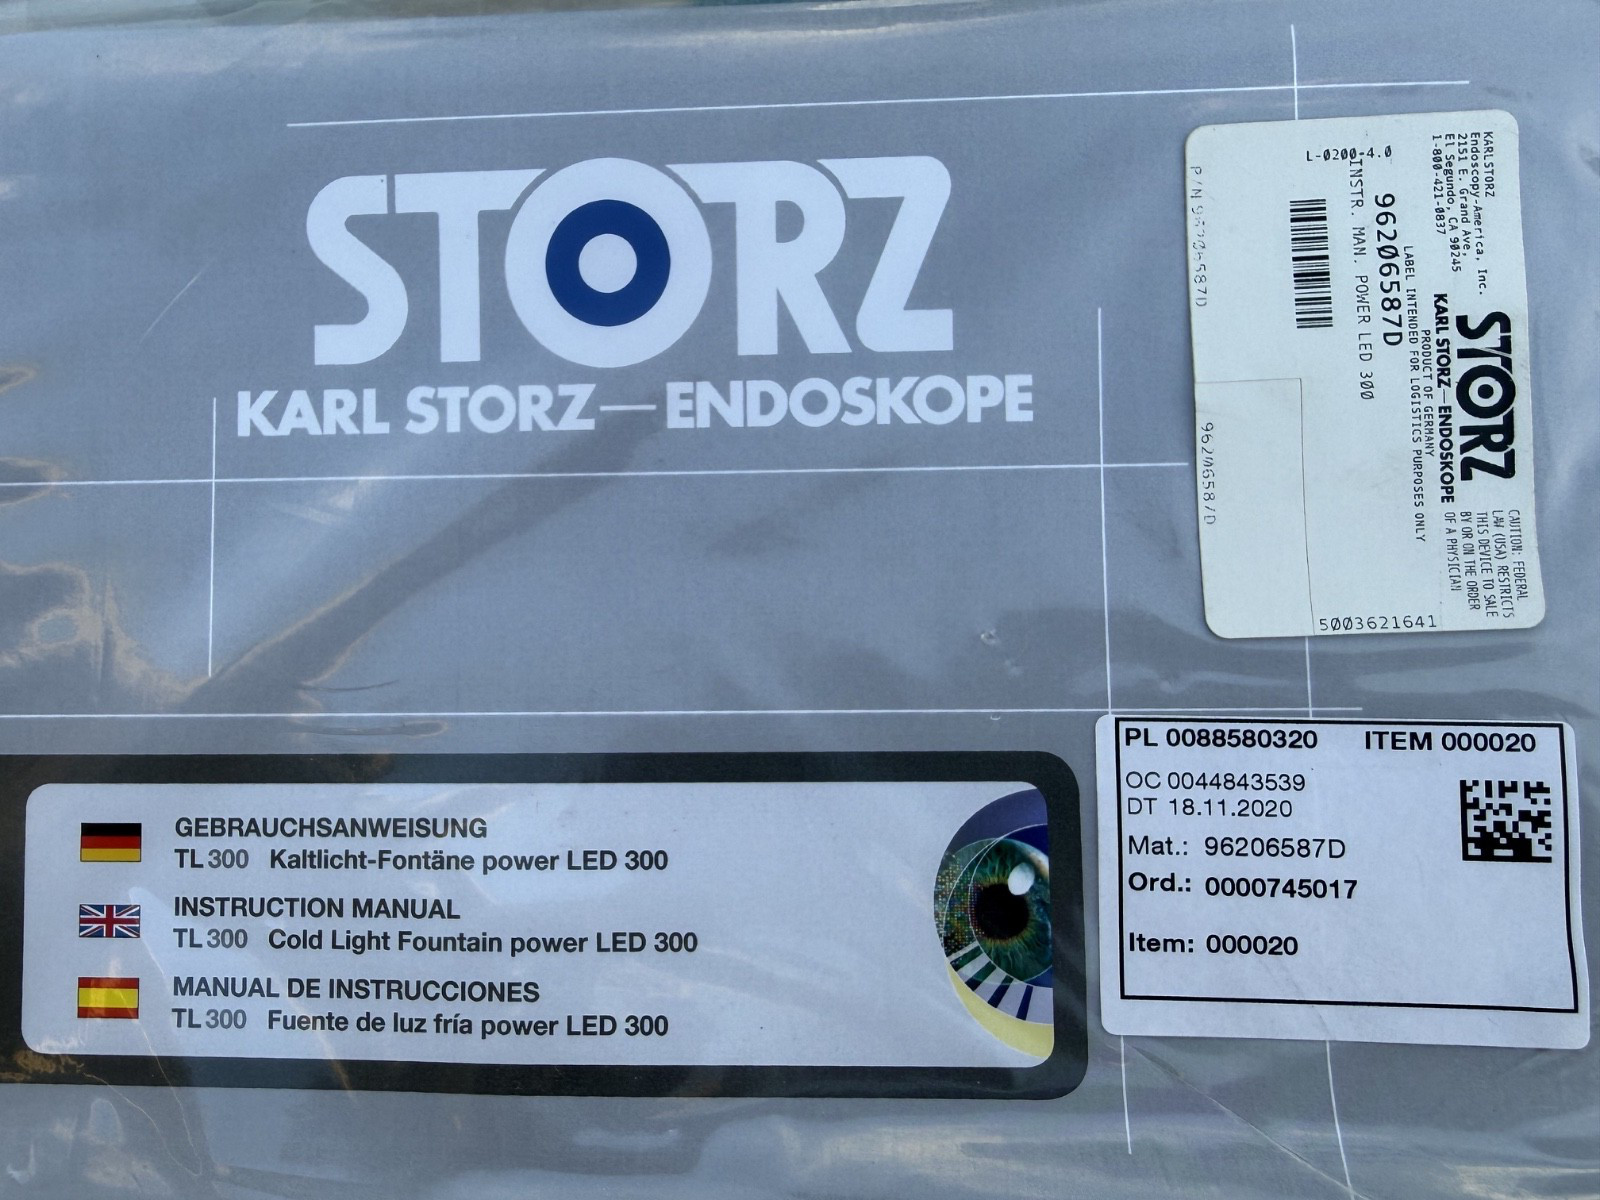 STORZ
KARL STORZ—ENDOSKOPE
KARL STORZ
Endoscopy-America, Inc.
2151 E. Grand Ave,
El Segundo, CA 90245
1-800-421-0837
STORZ
KARL STORZ—ENDOSKOPE
CAUTION: FEDERAL
LAW (USA) RESTRICTS
THIS DEVICE TO SALE
BY OR ON THE ORDER
OF A PHYSICIAN
PRODUCT OF GERMANY
LABEL INTENDED FOR LOGISTICS PURPOSES ONLY
96206587D
INSTR. MAN. POWER LED 300
L-0200-4.0
5003621641
P/N 96206587D
96206587D
GEBRAUCHSANWEISUNG
TL 300 Kaltlicht-Fontäne power LED 300
INSTRUCTION MANUAL
TL 300 Cold Light Fountain power LED 300
MANUAL DE INSTRUCCIONES
TL 300 Fuente de luz fría power LED 300
PL 0088580320 ITEM 000020
OC 0044843539
DT 18.11.2020
Mat.: 96206587D
Ord.: 0000745017
Item: 000020